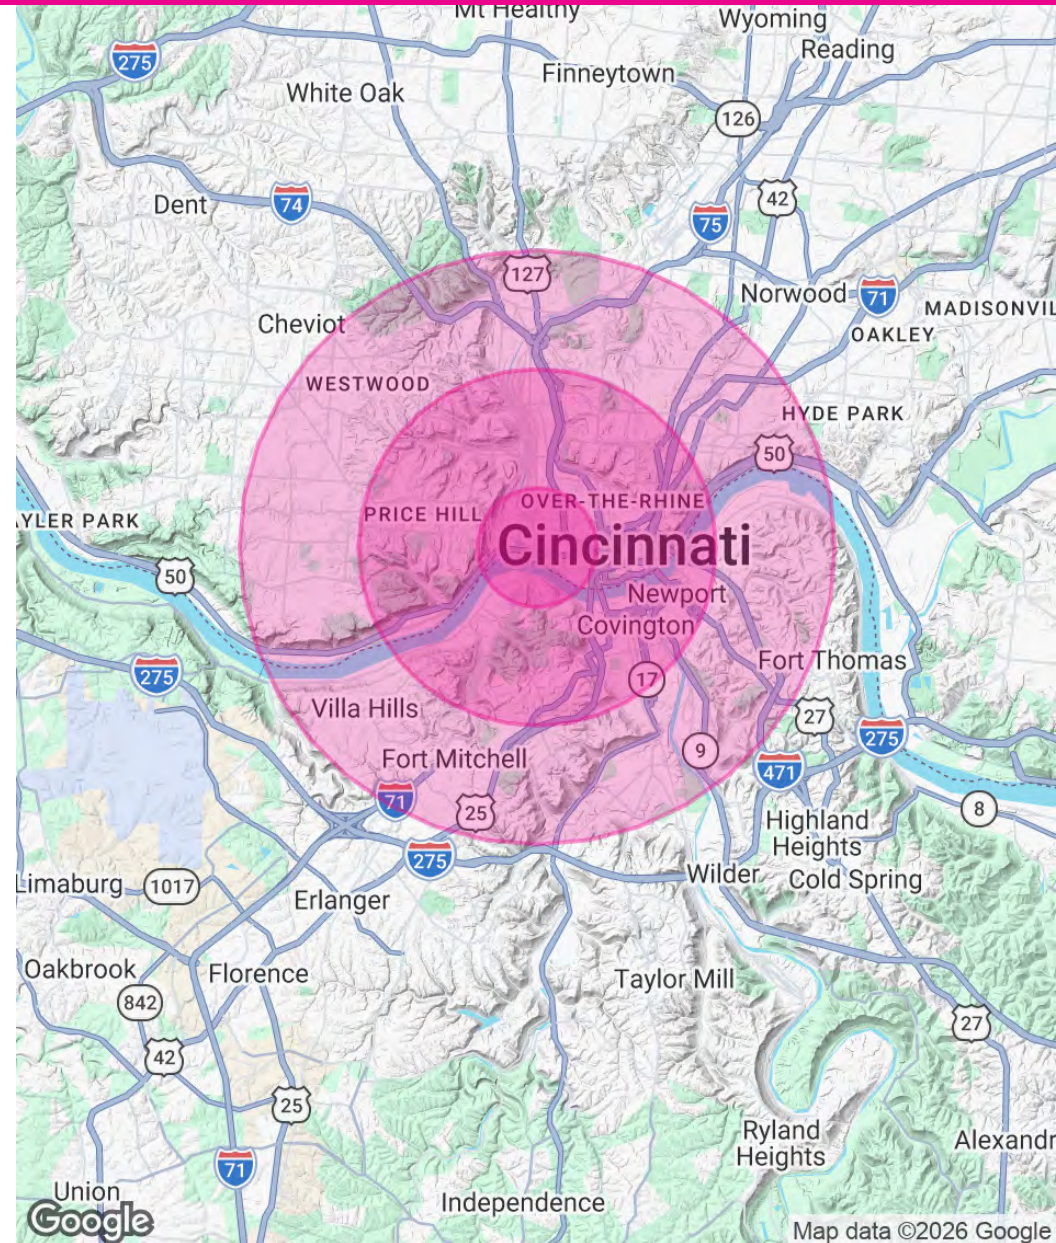 Mt Healthy
Wyoming
Reading
275
Finneytown
White Oak
126
42
Dent
74
75
127
Norwood
71
MADISONVIL
Cheviot
OAKLEY
WESTWOOD
HYDE PARK
50
OVER-THE-RHINE
PRICE HILL
AYLER PARK
Cincinnati
50
Newport
Covington
Fort Thomas
275
17
Villa Hills
27
275
9
Fort Mitchell
471
71
25
8
Highland
Heights
275
Limaburg
1017
Wilder
Cold Spring
Erlanger
Oakbrook
Florence
Taylor Mill
842
27
42
25
Ryland
Heights
Alexandr
71
Union
Independence
Google
Map data ©2026 Google